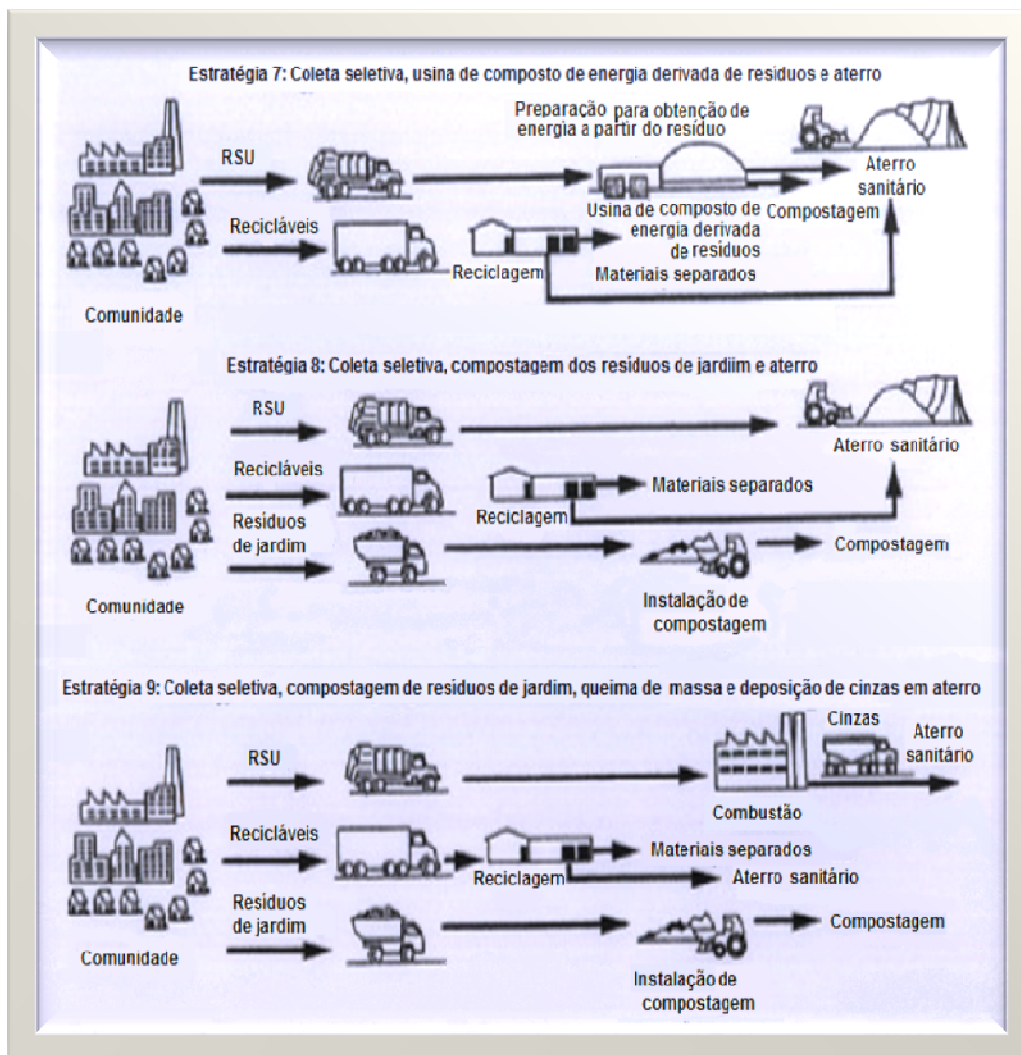 Estratégia 7: Coleta seletiva, usina de composto de energia derivada de resíduos e aterro
Preparação para obtenção de
energia a partir do resíduo
RSU
Aterro
sanitário
Usina de composto de
energia derivada
de resíduos
Compostagem
Recicláveis
Reciclagem
Materiais separados
Comunidade
Estratégia 8: Coleta seletiva, compostagem dos resíduos de jardiim e aterro
RSU
Aterro sanitário
Recicláveis
Materiais separados
Reciclagem
Resíduos
de jardim
Compostagem
Comunidade
Instalação de
compostagem
Estratégia 9: Coleta seletiva, compostagem de resíduos de jardim, queima de massa e deposição de cinzas em aterro
RSU
Cinzas
Aterro
sanitário
Combustão
Recicláveis
Materiais separados
Reciclagem
Aterro sanitário
Resíduos
de jardim
Compostagem
Comunidade
Instalação de
compostagem